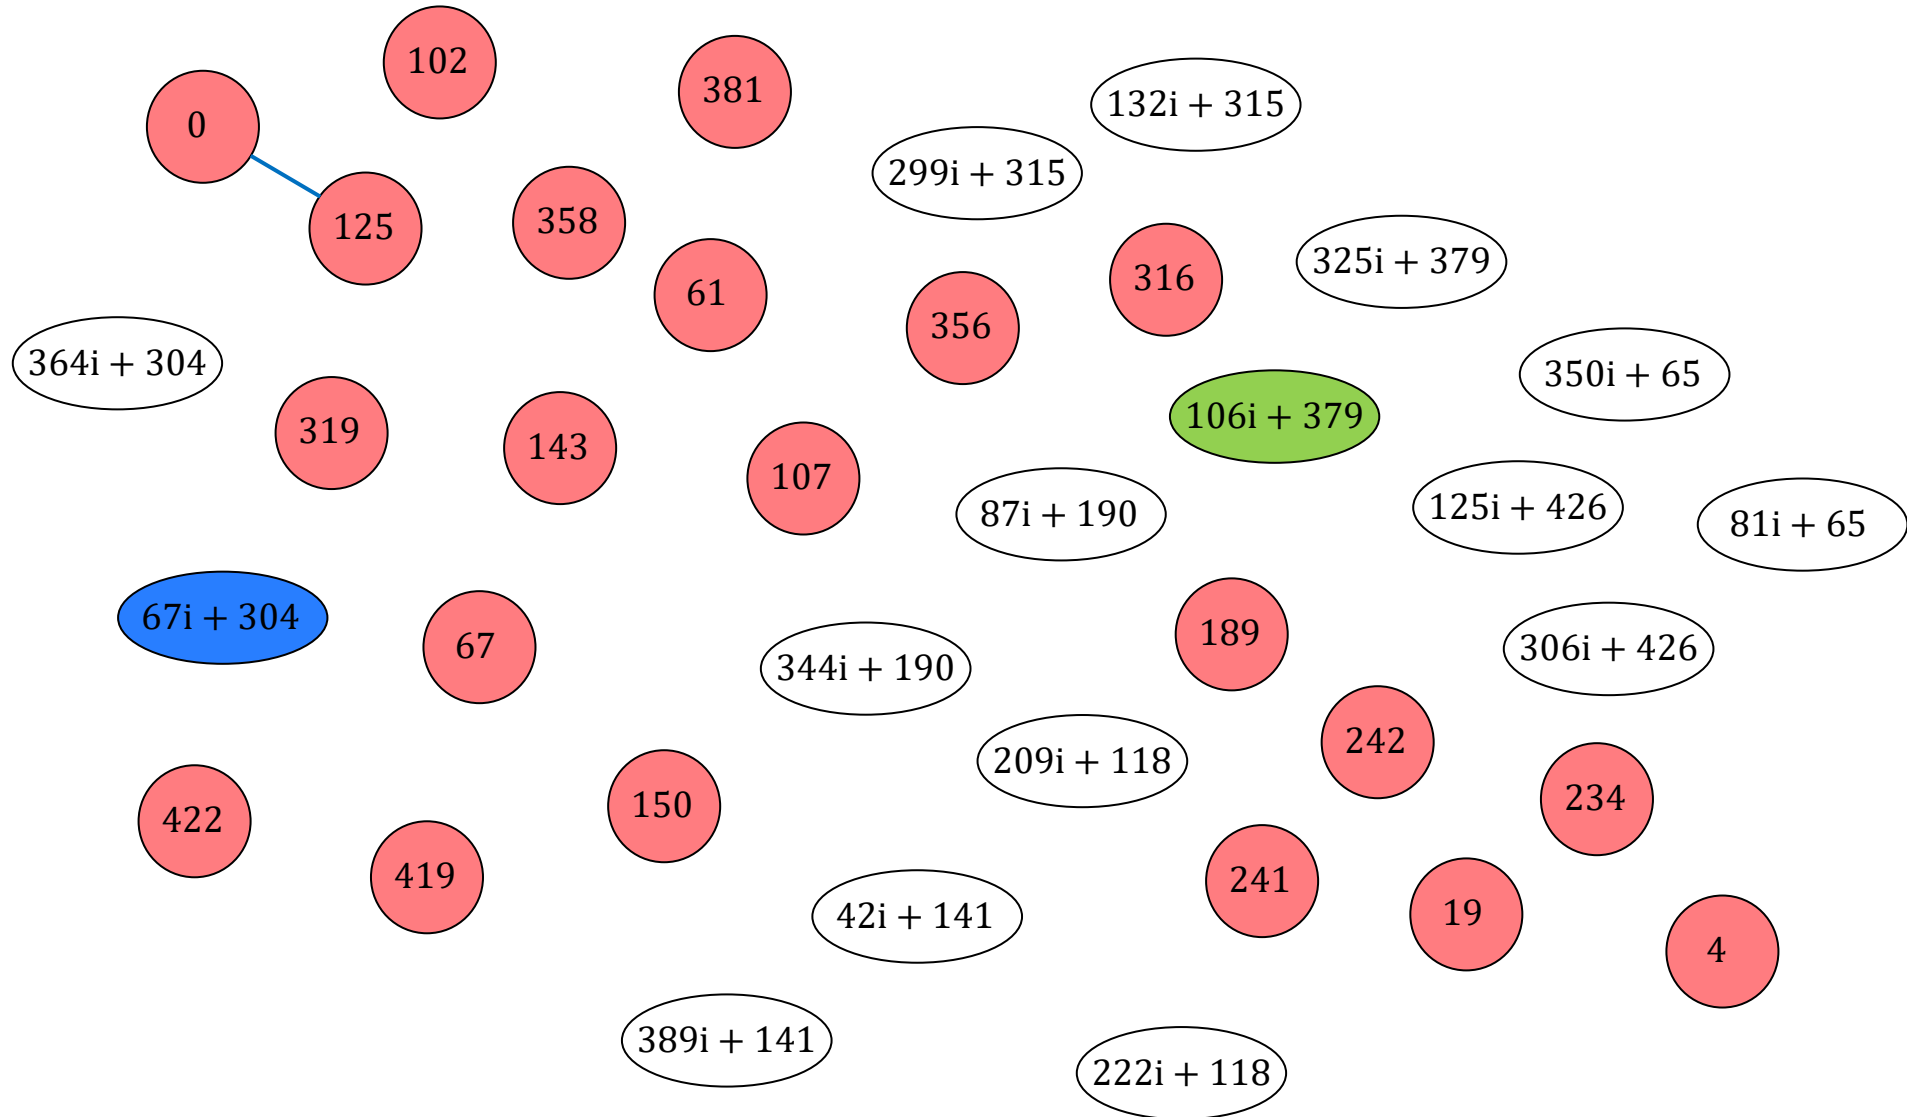 102
381
0
132i + 315
299i + 315
125
358
325i + 379
316
61
356
364i + 304
350i + 65
106i + 379
319
143
107
125i + 426
87i + 190
81i + 65
67i + 304
67
189
306i + 426
344i + 190
242
209i + 118
234
150
422
419
241
19
42i + 141
4
389i + 141
222i + 118